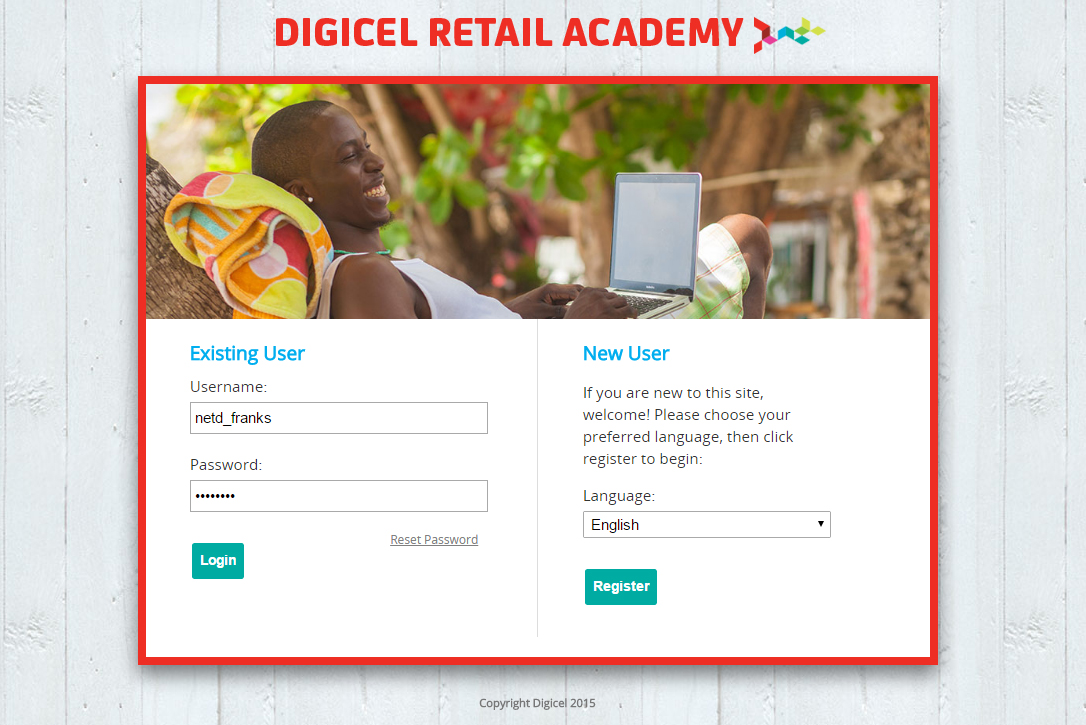 DIGICEL RETAIL ACADEMY
Existing User
Username:
netd_franks
Password:
••••••••
Reset Password
Login
New User
If you are new to this site,
welcome! Please choose your
preferred language, then click
register to begin:
Language:
English
Register
Copyright Digicel 2015